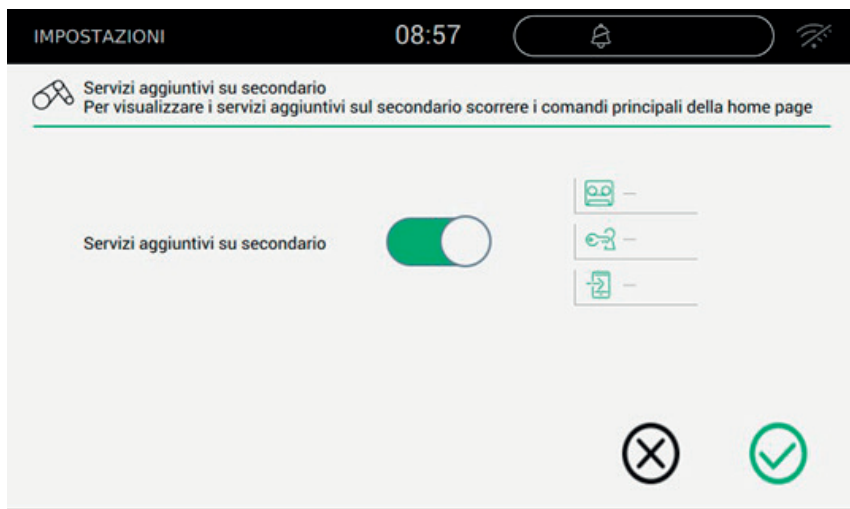 IMPOSTAZIONI 08:57
Servizi aggiuntivi su secondario
Per visualizzare i servizi aggiuntivi sul secondario scorrere i comandi principali della home page
Servizi aggiuntivi su secondario